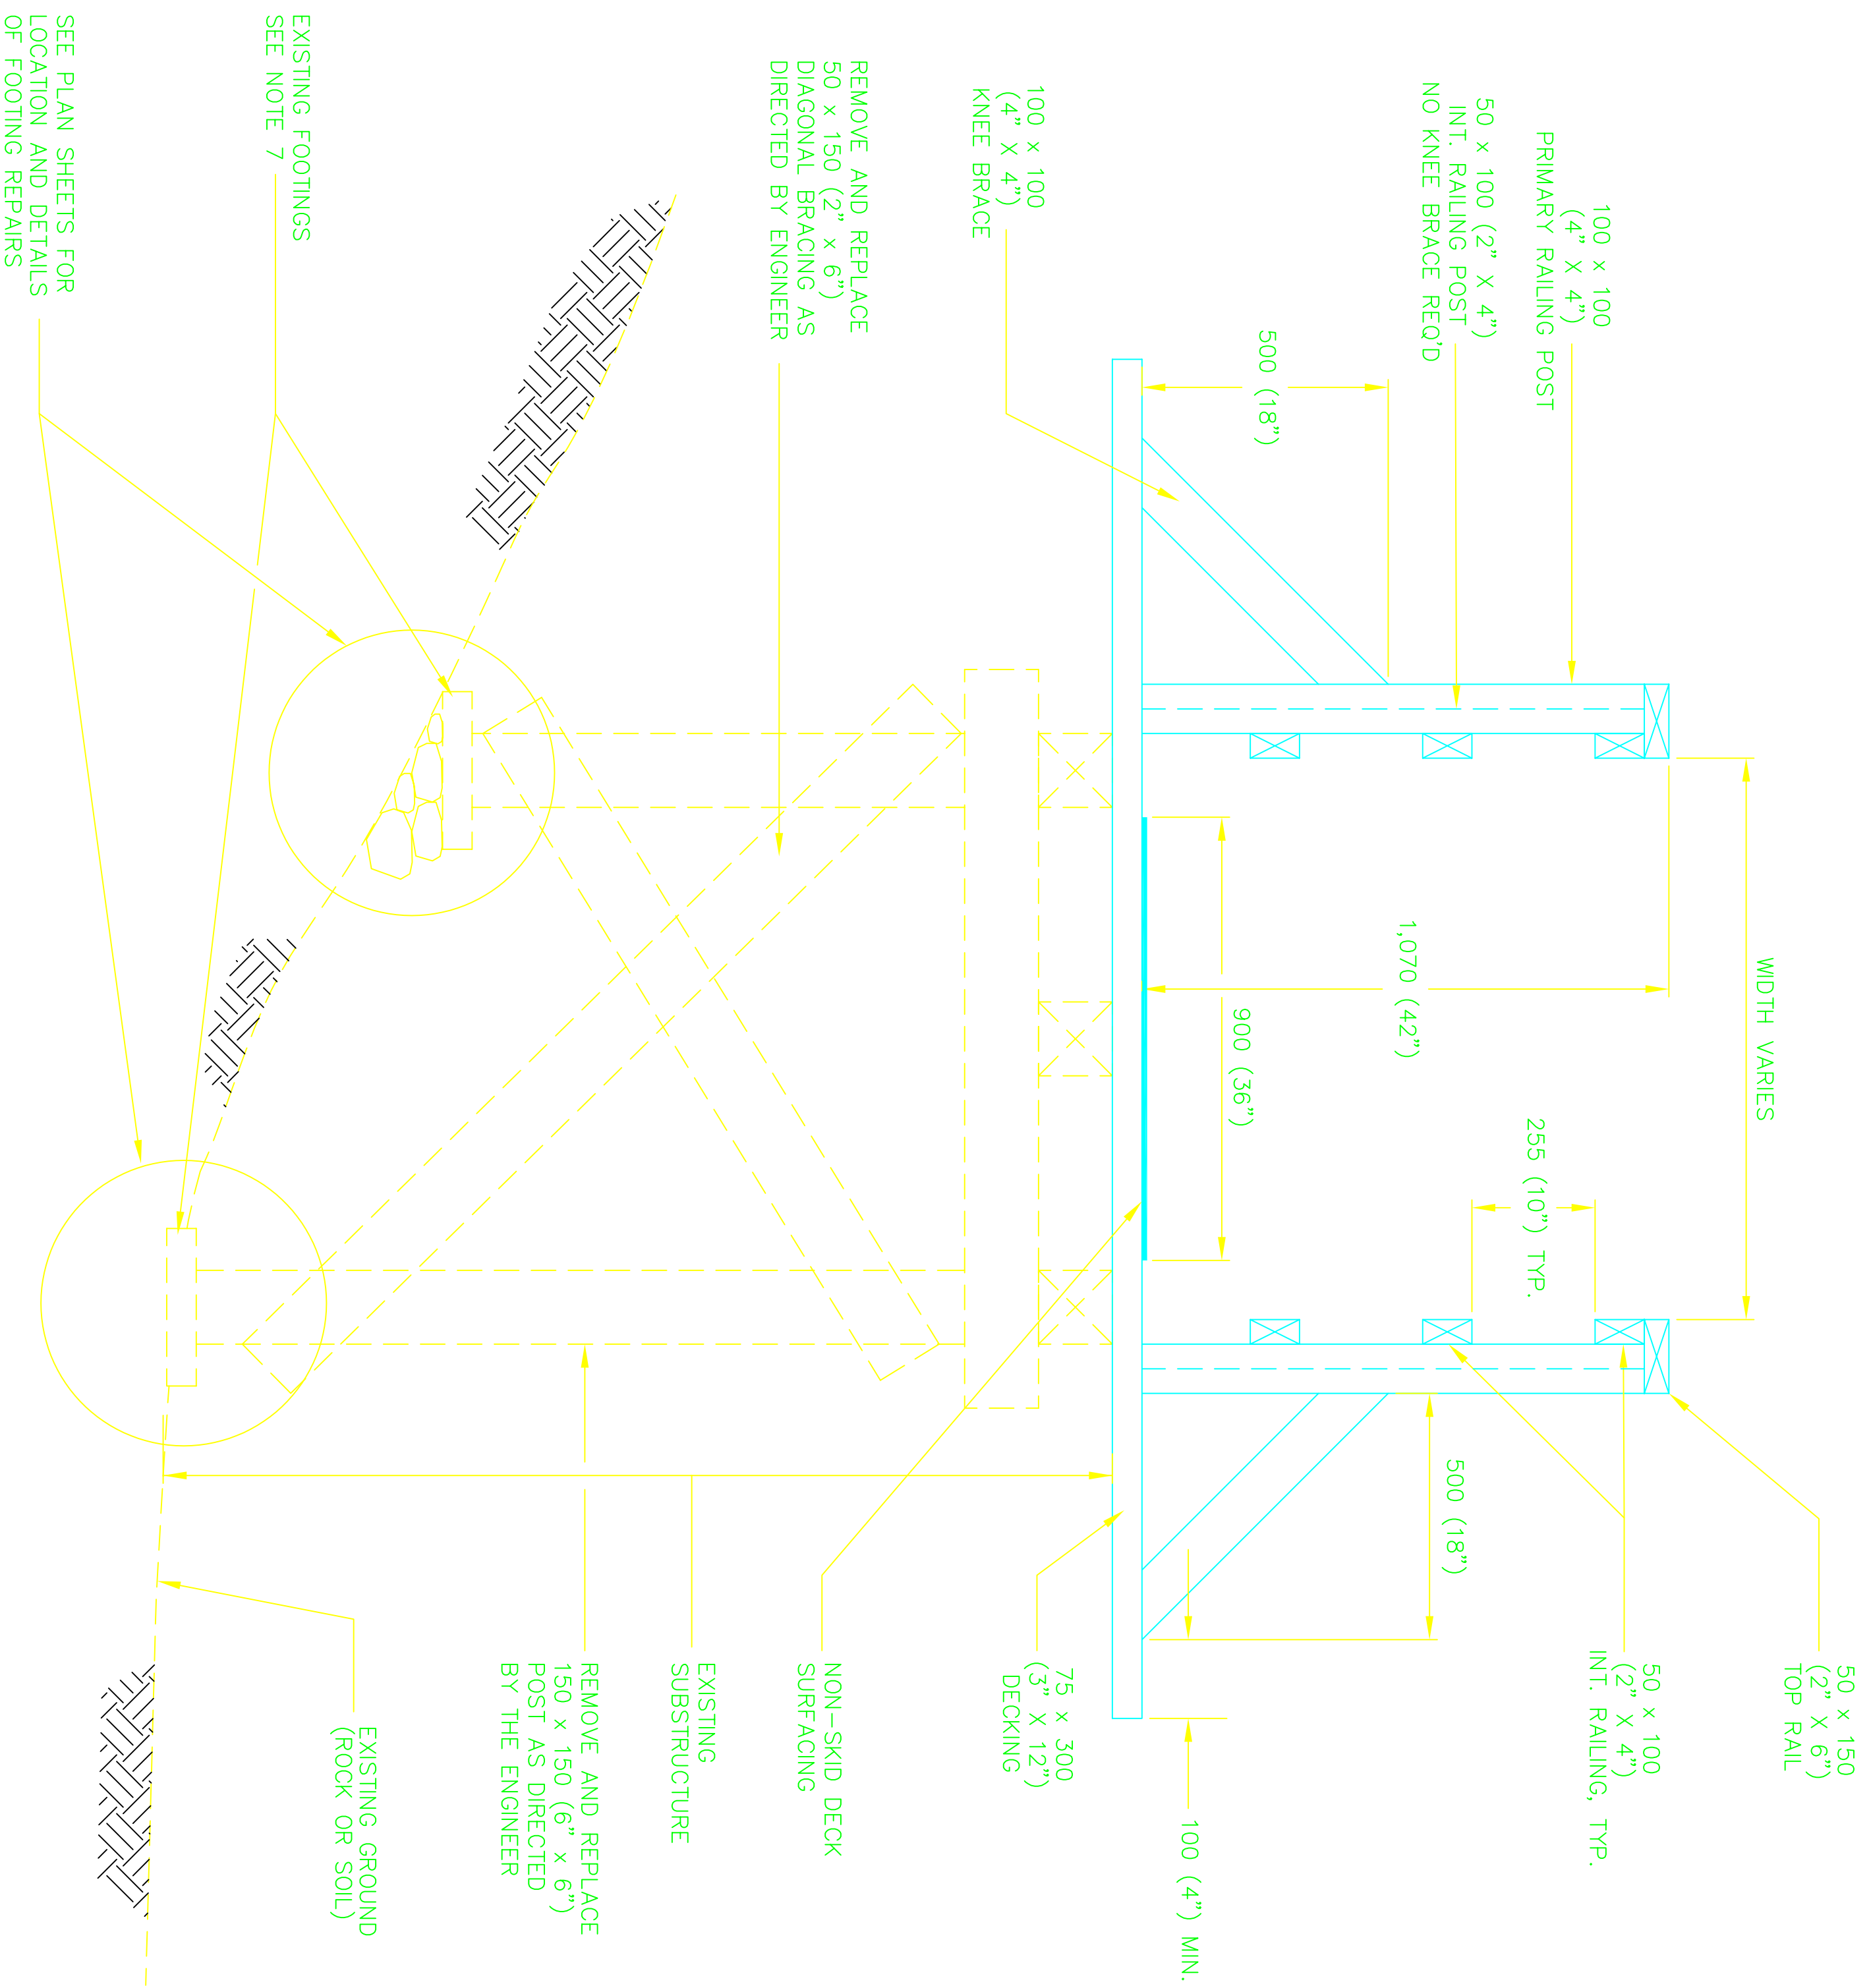 50 x 150
(2" X 6")
TOP RAIL
WIDTH VARIES
50 x 100
(2" X 4")
INT. RAILING, TYP.
100 x 100
(4" X 4")
PRIMARY RAILING POST
255 (10") TYP.
50 x 100 (2" X 4")
INT. RAILING POST
NO KNEE BRACE REQ'D
500 (18")
1,070 (42")
500 (18")
900 (36")
100 (4") MIN.
100 x 100
(4" X 4")
KNEE BRACE
75 x 300
(3" X 12")
DECKING
REMOVE AND REPLACE
50 x 150 (2" x 6")
DIAGONAL BRACING AS
DIRECTED BY ENGINEER
NON-SKID DECK
SURFACING
EXISTING
SUBSTRUCTURE
REMOVE AND REPLACE
150 x 150 (6" x 6")
POST AS DIRECTED
BY THE ENGINEER
EXISTING GROUND
(ROCK OR SOIL)
EXISTING FOOTINGS
SEE NOTE 7
SEE PLAN SHEETS FOR
LOCATION AND DETAILS
OF FOOTING REPAIRS